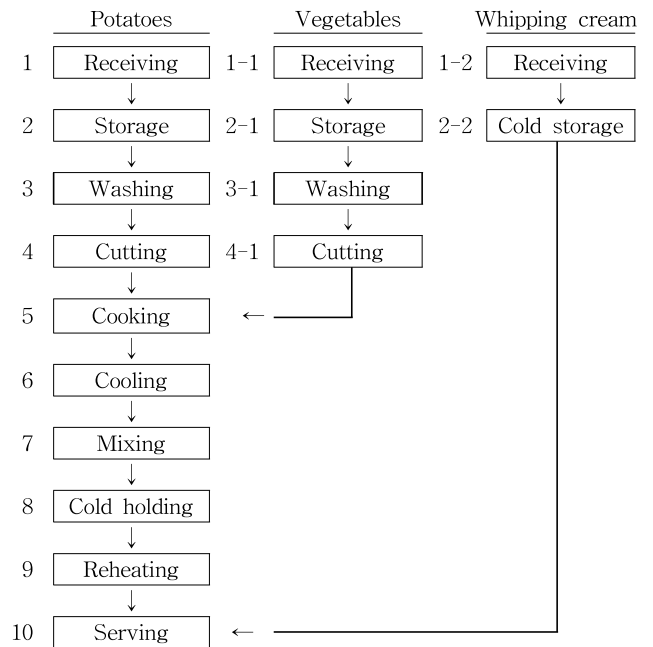 Potatoes Vegetables Whipping cream
1 Receiving 1-1 Receiving 1-2 Receiving
2 Storage 2-1 Storage 2-2 Cold storage
3 Washing 3-1 Washing
4 Cutting 4-1 Cutting
5 Cooking
6 Cooling
7 Mixing
8 Cold holding
9 Reheating
10 Serving